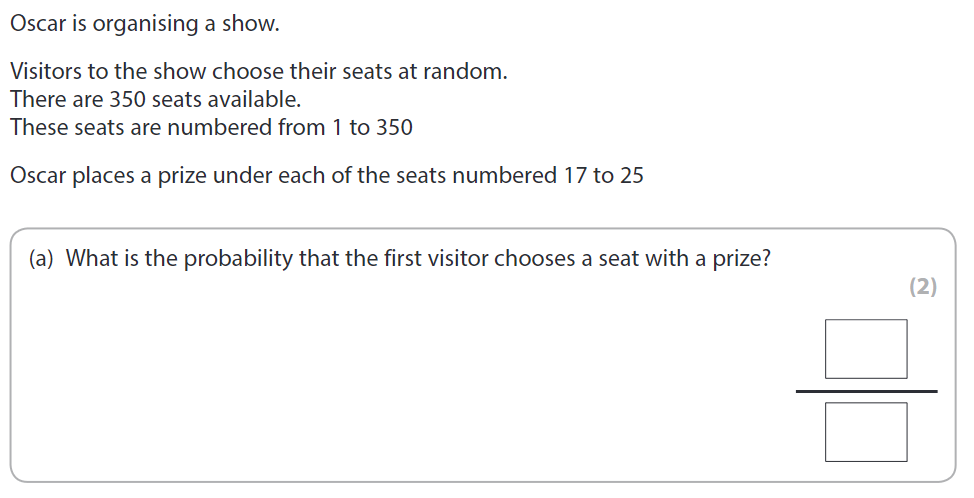 Oscar is organising a show.
Visitors to the show choose their seats at random.
There are 350 seats available.
These seats are numbered from 1 to 350
Oscar places a prize under each of the seats numbered 17 to 25
(a) What is the probability that the first visitor chooses a seat with a prize?
(2)